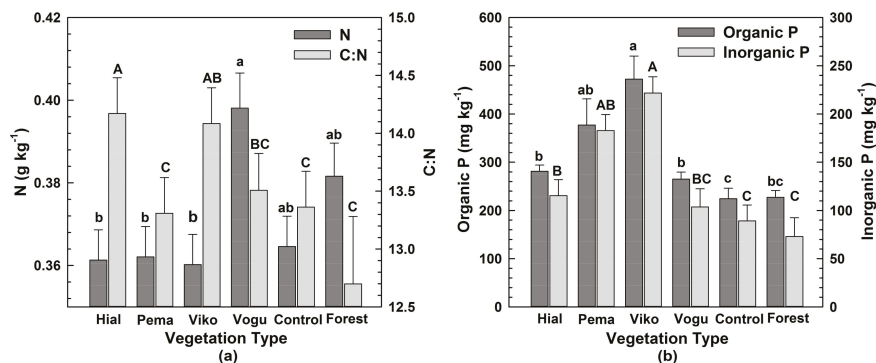 0.42
0.40
0.38
0.36
N (g kg⁻¹)
N
C:N
15.0
14.5
14.0
13.5
13.0
12.5
C:N
b A
b C
b AB
a BC
ab C
ab C
Hial Pema Viko Vogu Control Forest
Vegetation Type
(a)
600
500
400
300
200
100
0
Organic P (mg kg⁻¹)
Organic P
Inorganic P
300
250
200
150
100
50
0
Inorganic P (mg kg⁻¹)
b B
ab AB
a A
b BC
c C
bc C
Hial Pema Viko Vogu Control Forest
Vegetation Type
(b)